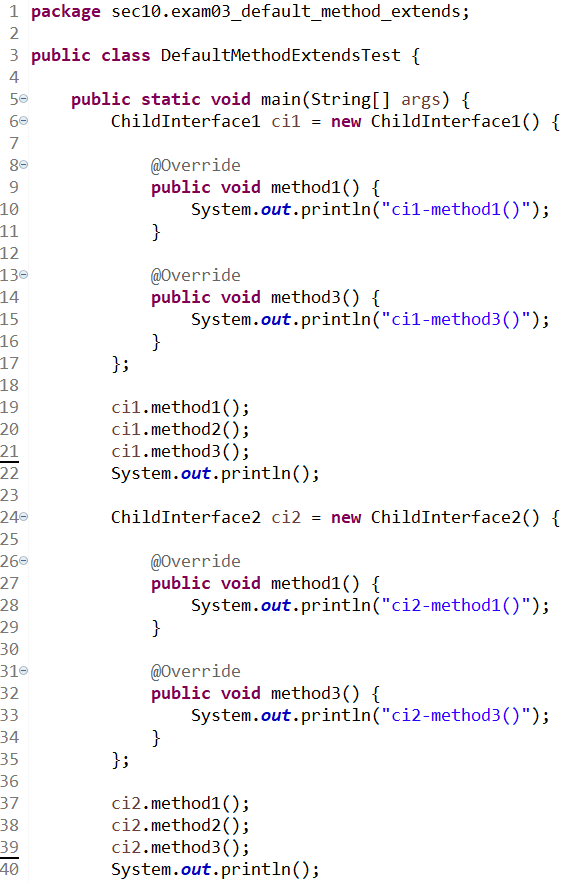 1 package sec10.exam03_default_method_extends;
2
3 public class DefaultMethodExtendsTest {
4
5 public static void main(String[] args) {
6 ChildInterface1 ci1 = new ChildInterface1() {
7
8 @Override
9 public void method1() {
10 System.out.println("ci1-method1()");
11 }
12
13 @Override
14 public void method3() {
15 System.out.println("ci1-method3()");
16 }
17 };
18
19 ci1.method1();
20 ci1.method2();
21 ci1.method3();
22 System.out.println();
23
24 ChildInterface2 ci2 = new ChildInterface2() {
25
26 @Override
27 public void method1() {
28 System.out.println("ci2-method1()");
29 }
30
31 @Override
32 public void method3() {
33 System.out.println("ci2-method3()");
34 }
35 };
36
37 ci2.method1();
38 ci2.method2();
39 ci2.method3();
40 System.out.println();